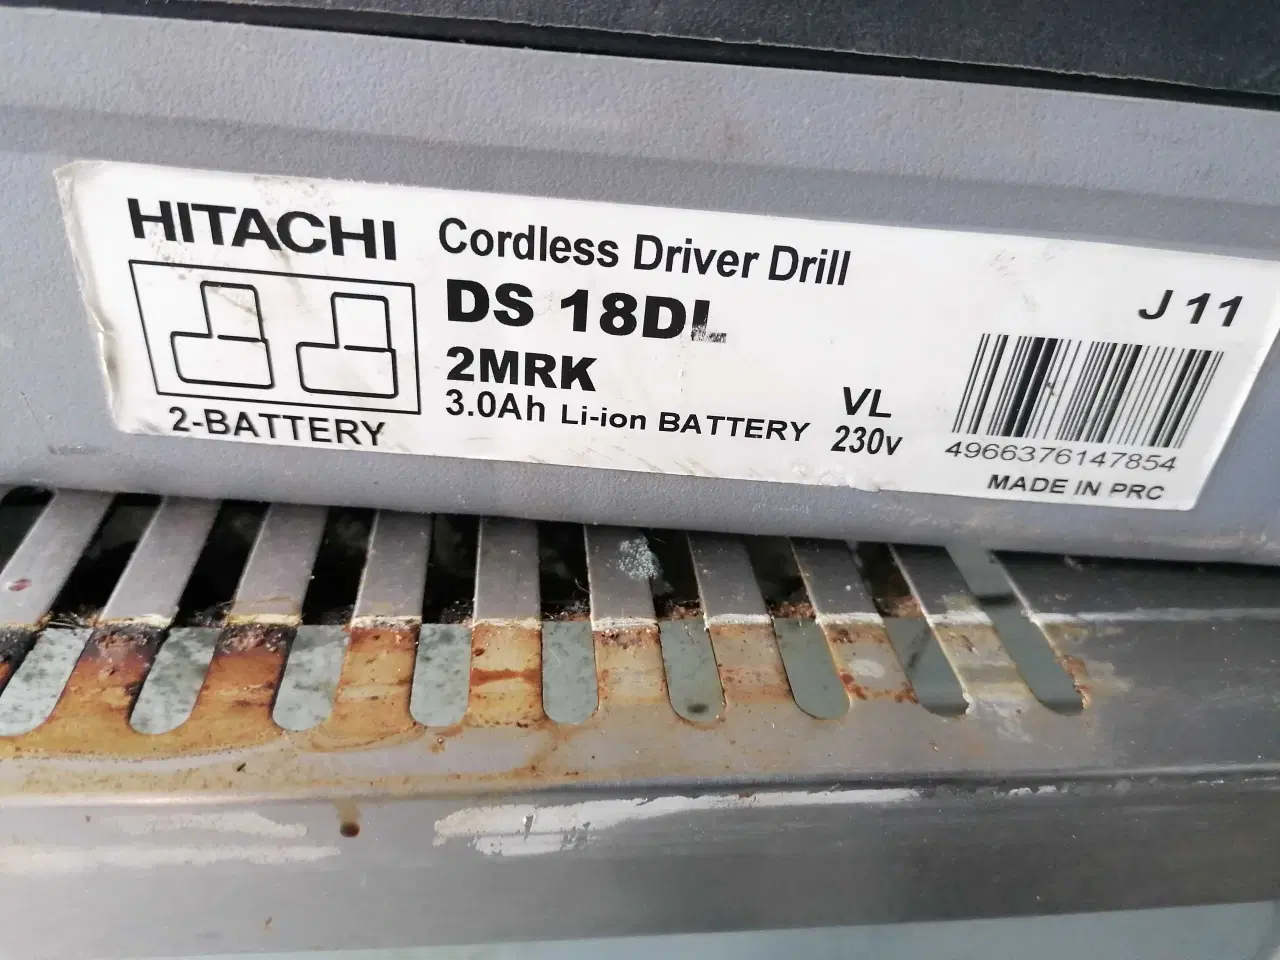 HITACHI
Cordless Driver Drill
DS 18DL
2MRK
3.0Ah Li-ion BATTERY
2-BATTERY
VL
230v
J 11
4966376147854
MADE IN PRC